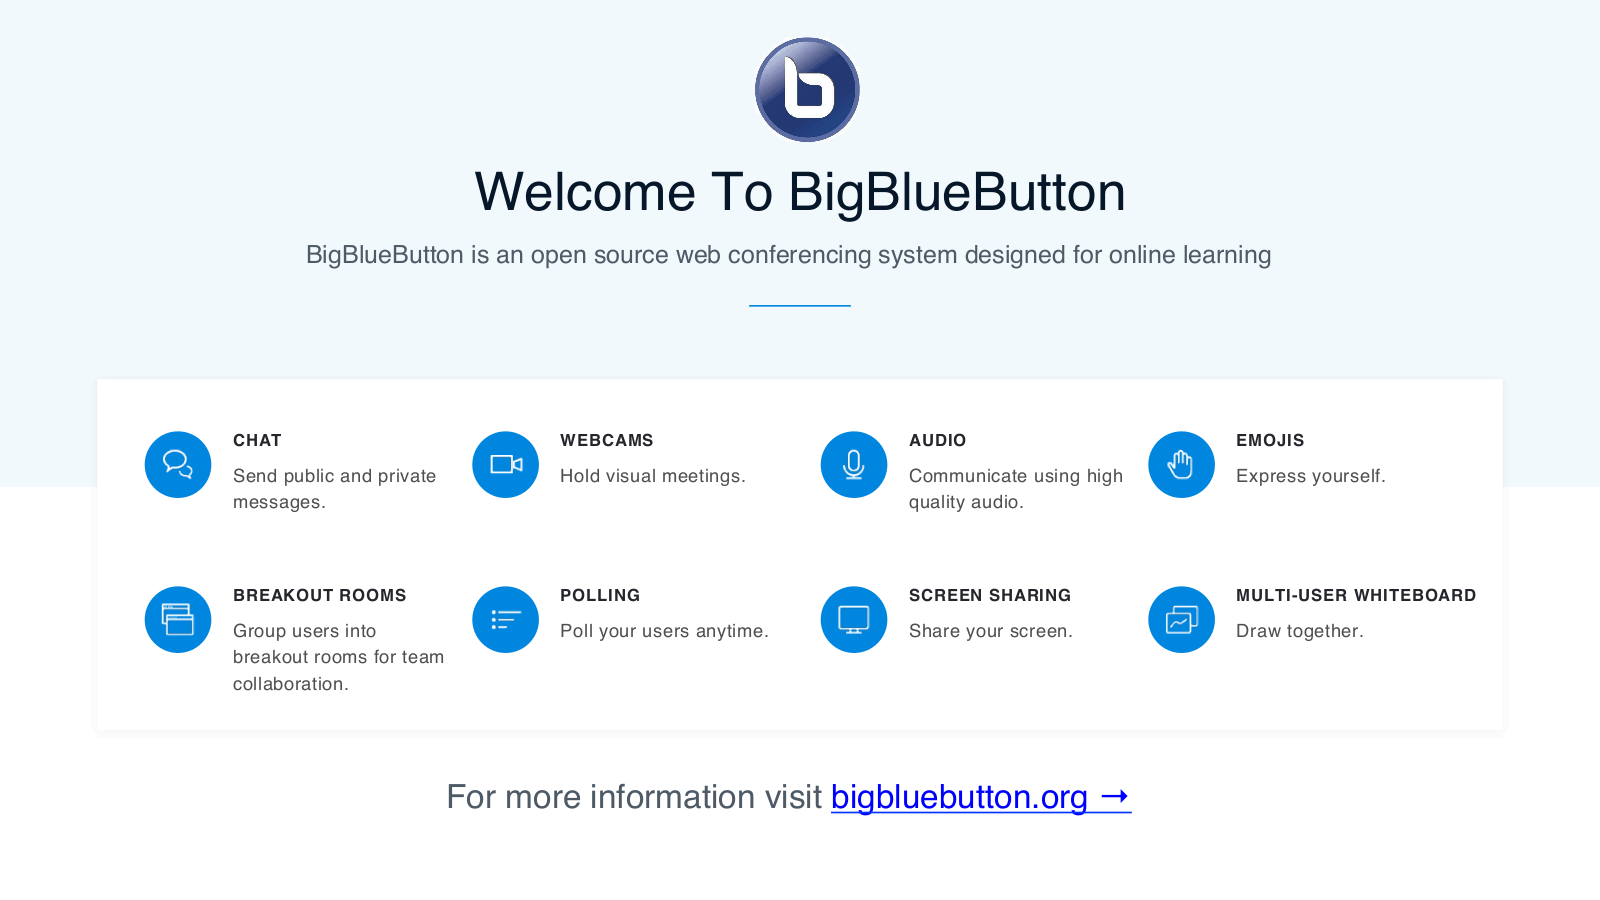 Welcome To BigBlueButton
BigBlueButton is an open source web conferencing system designed for online learning
CHAT
Send public and private
messages.
WEBCAMS
Hold visual meetings.
AUDIO
Communicate using high
quality audio.
EMOJIS
Express yourself.
BREAKOUT ROOMS
Group users into
breakout rooms for team
collaboration.
POLLING
Poll your users anytime.
SCREEN SHARING
Share your screen.
MULTI-USER WHITEBOARD
Draw together.
For more information visit bigbluebutton.org →